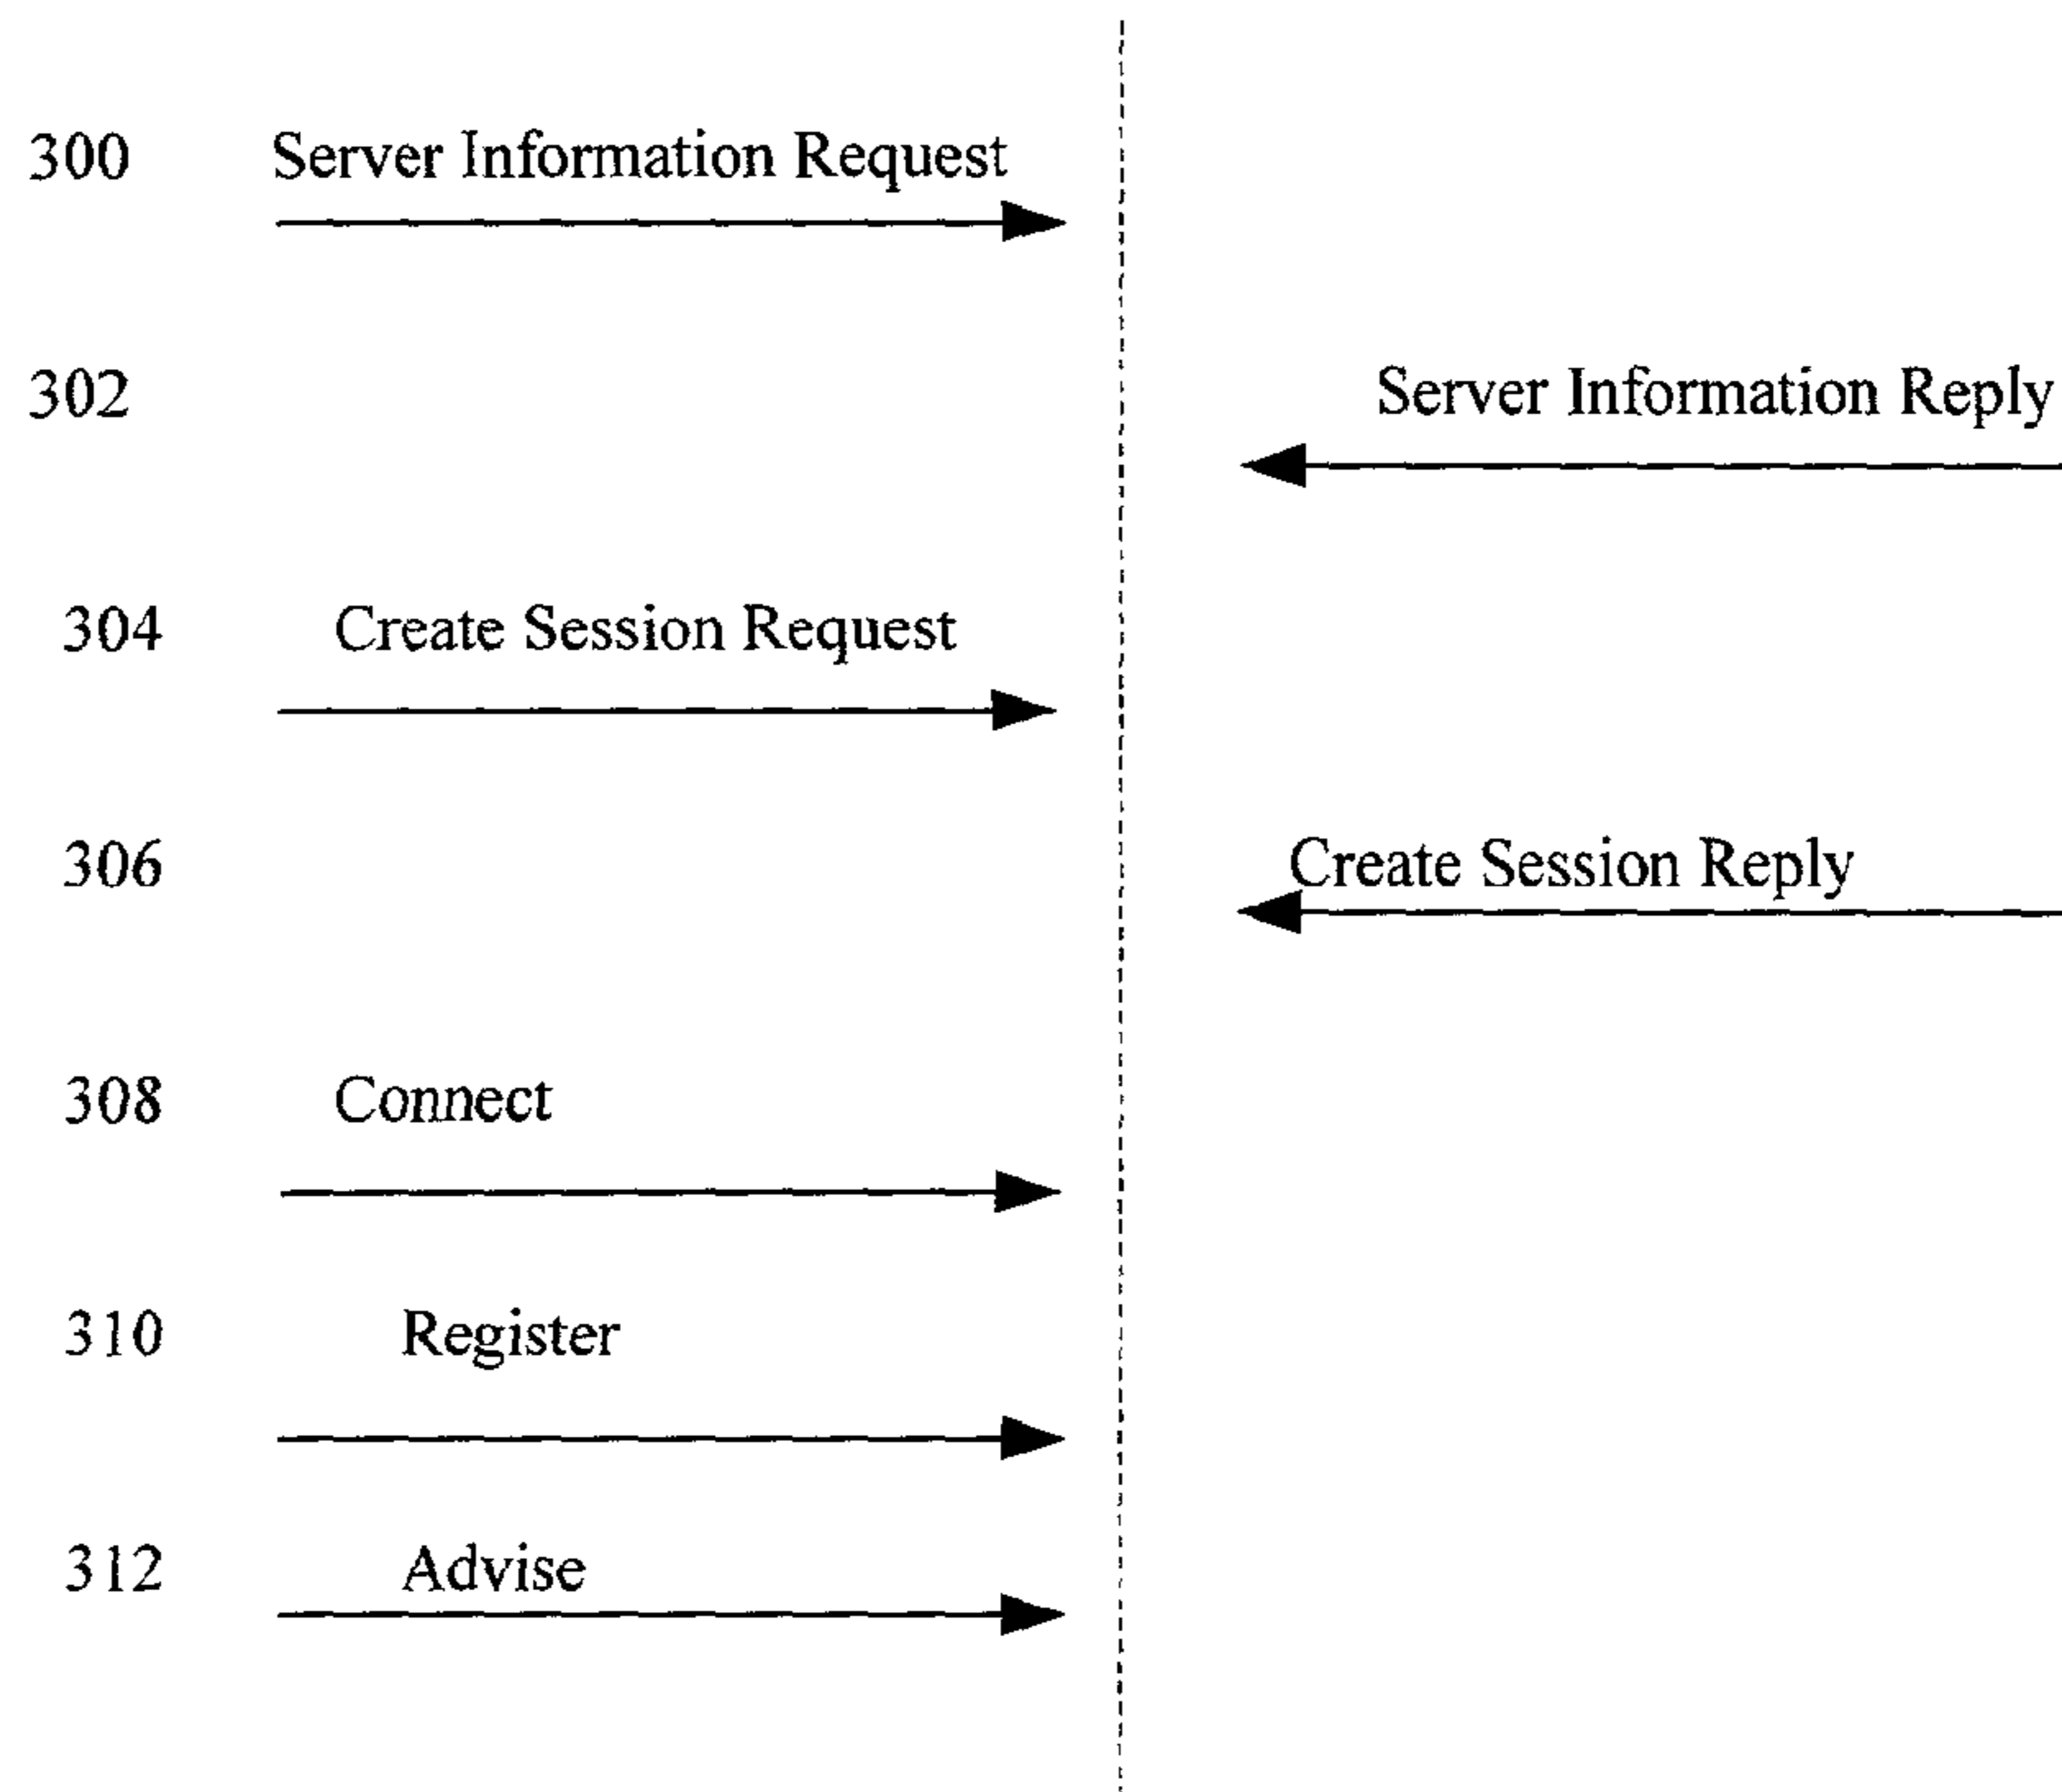 300 Server Information Request
302 Server Information Reply
304 Create Session Request
306 Create Session Reply
308 Connect
310 Register
312 Advise